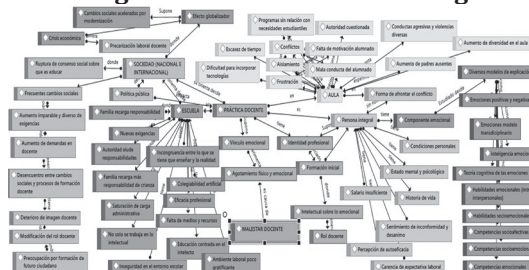 Cambios sociales acelerados por
modernización
Supone
Efecto globalizador
Crisis económica
Precarización laboral docente
Ruptura de consenso social sobre
que es educar
donde
SOCIEDAD (NACIONAL E
INTERNACIONAL)
donde
Frecuentes cambios sociales
Política pública
Aumento imparable y diverso de
exigencias
Familia recarga responsabilidad
ESCUELA
PRÁCTICA DOCENTE
Aumento de demandas en
docente
Nuevas exigencias
Autoridad elude
responsabilidades
Incongruencia entre lo que se
tiene que enseñar y la realidad
Desencuentro entre cambios
sociales y procesos de formación
docente
Familia recarga más
responsabilidad de crianza
Colegiabilidad artificial
Eficacia profesional
Deterioro de imagen docente
Saturación de carga
administrativa
Falta de medios y recursos
Modificación del rol docente
No solo se trabaja en lo
intelectual
Educación centrada en el
intelecto
Preocupación por formación de
futuro ciudadano
Inseguridad en el entorno escolar
Ambiente laboral poco
gratificante
Programas do relación con
necesidades estudiantiles
Autoridad cuestionada
Conductas agresivas y violencias
diversas
Exceso de tiempo
Conflictos
Falta de motivación alumnado
Aumento de diversidad en el aula
Aislamiento
Mala conducta del alumnado
Aumento de padres ausentes
Dificultad para incorporar
tecnologías
Frustración
AULA
Forma de afrontar el conflicto
Diversos modelos de explicación
Componente emocional
Emociones positivas y negativas
Persona integral
tiene
Vínculo emocional
Identidad profesional
Condiciones personales
Emociones modelo
transdiciplinario
Agotamiento físico y emocional
Formación inicial
Estado mental y psicológico
Inteligencia emocional
Salario insuficiente
Historia de vida
Teoría cognitiva de las emociones
Intelectual sobre lo emocional
Habilidades emocionales (intra
interpersonales)
MALESTAR DOCENTE
Rol docente
Sentimiento de inconformidad y
desanimo
Habilidades socioemocionales
Percepción de autoeficacia
Competencias socioafectivas
Carencia de expectativa laboral
Competencias socioemocionales
Competencias emocionales